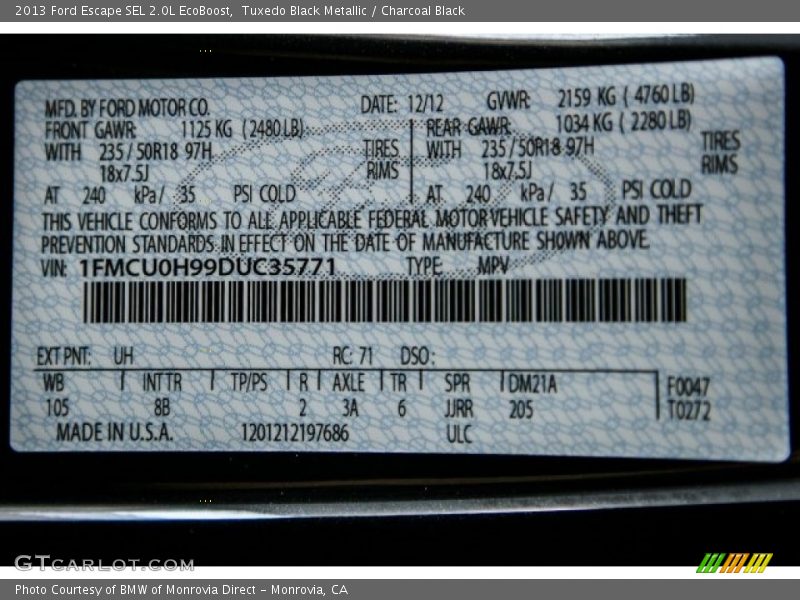 2013 Ford Escape SEL 2.0L EcoBoost, Tuxedo Black Metallic / Charcoal Black
MFD. BY FORD MOTOR CO. DATE: 12/12 GVWR: 2159 KG ( 4760 LB)
FRONT GAWR: 1125 KG (2480LB) REAR GAWR: 1034 KG ( 2280 LB)
WITH 235/50R18 97H TIRES WITH 235/50R18 97H TIRES
18x7.5J RIMS 18x7.5J RIMS
AT 240 kPa/ 35 PSI COLD AT 240 kPa/ 35 PSI COLD
THIS VEHICLE CONFORMS TO ALL APPLICABLE FEDERAL MOTOR VEHICLE SAFETY AND THEFT
PREVENTION STANDARDS IN EFFECT ON THE DATE OF MANUFACTURE SHOWN ABOVE.
VIN: 1FMCU0H99DUC35771 TYPE MPV
EXT PNT: UH RC: 71 DSO:
WB INT TR TP/PS R AXLE TR SPR DM21A F0047
105 8B 2 3A 6 JJRR 205 T0272
MADE IN U.S.A. 1201212197686 ULC
GTCARLOT.COM
Photo Courtesy of BMW of Monrovia Direct - Monrovia, CA